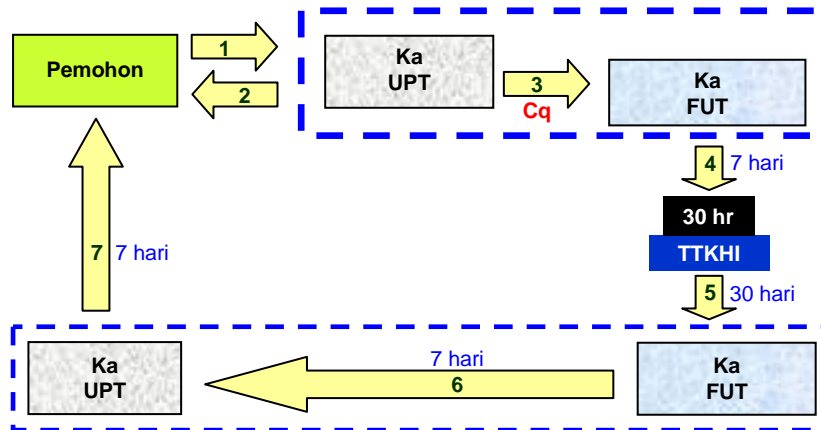 1
Pemohon
2
Ka
UPT
3
Cq
Ka
FUT
4 7 hari
30 hr
TTKHI
5 30 hari
7 7 hari
Ka
UPT
7 hari
6
Ka
FUT